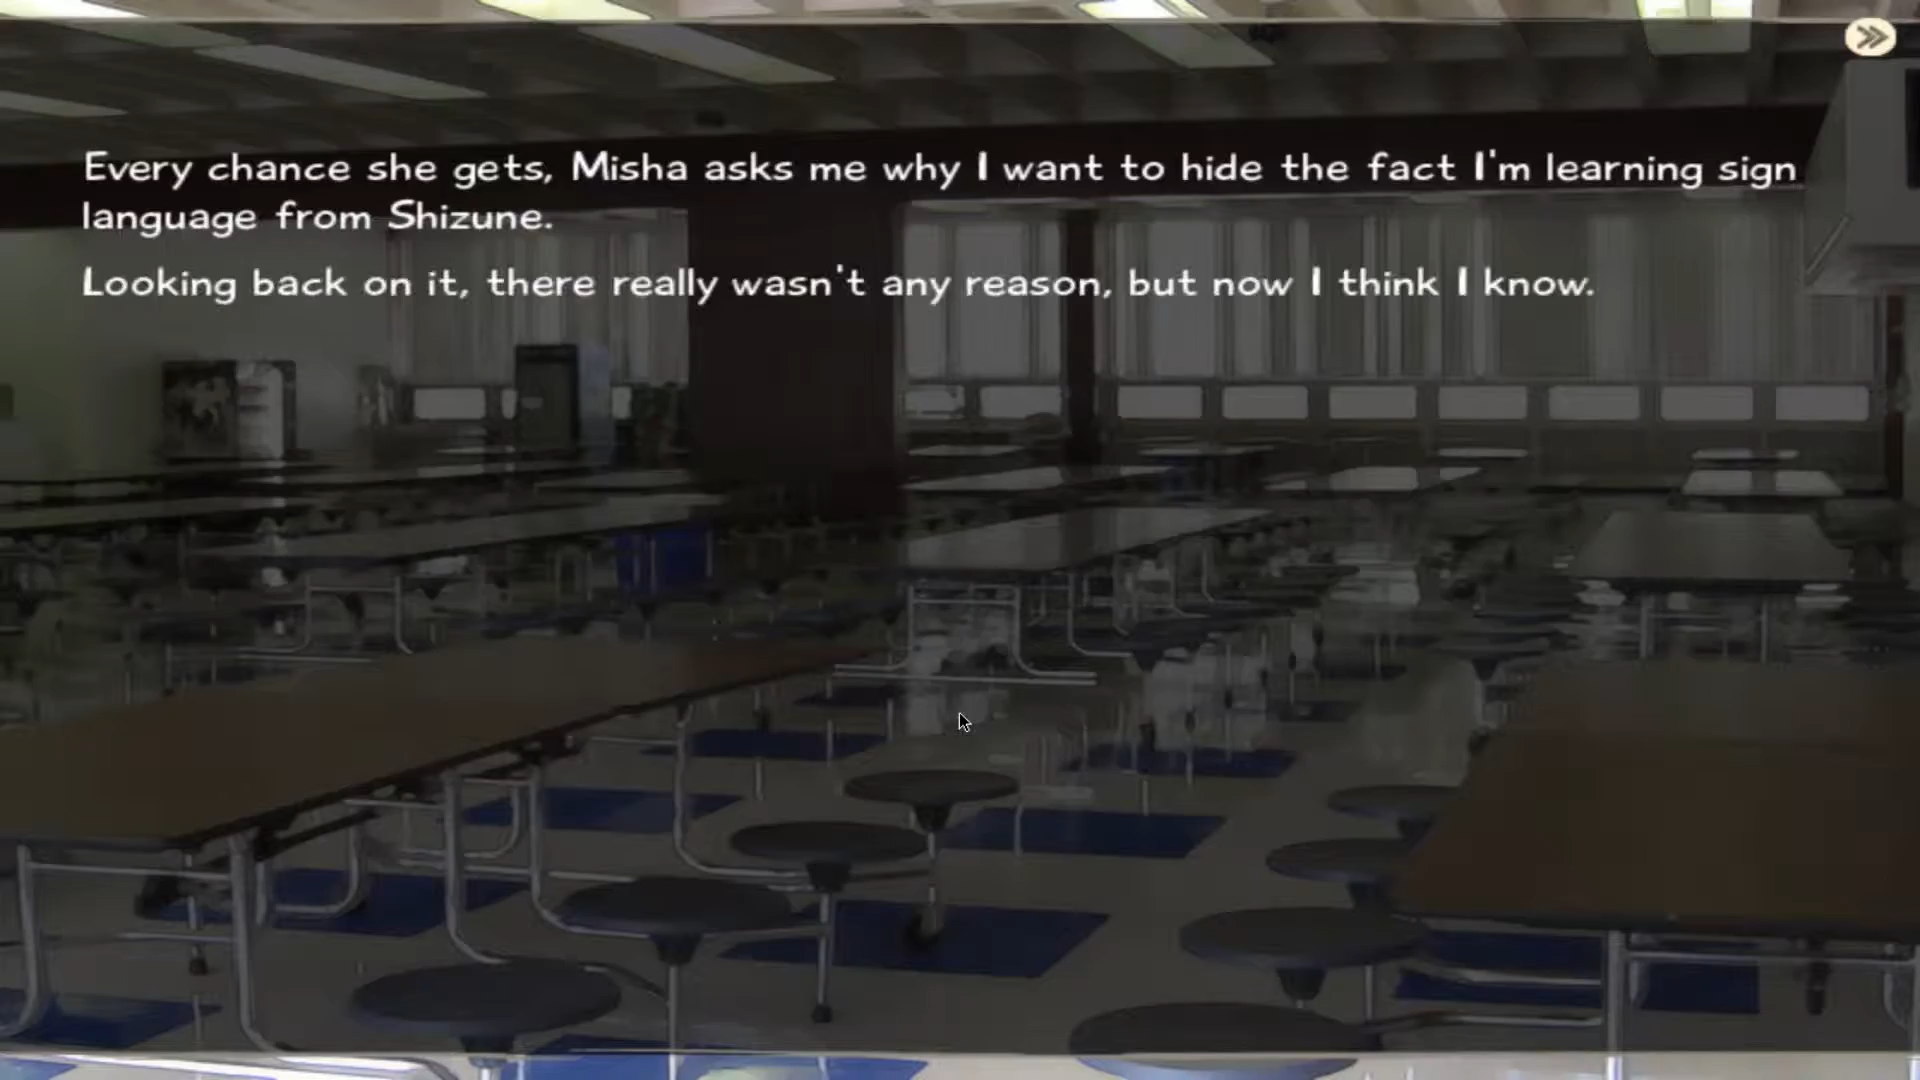 Every chance she gets, Misha asks me why I want to hide the fact I'm learning sign
language from Shizune.
Looking back on it, there really wasn't any reason, but now I think I know.